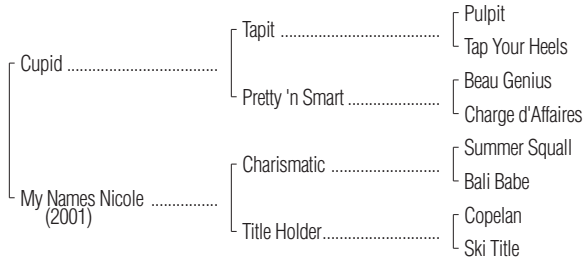 Pulpit
Tapit ................................
Tap Your Heels
Cupid .....................................
Beau Genius
Pretty 'n Smart ......................
Charge d'Affaires
Summer Squall
Charismatic ..........................
Bali Babe
My Names Nicole ................
(2001)
Copelan
Title Holder.............................
Ski Title